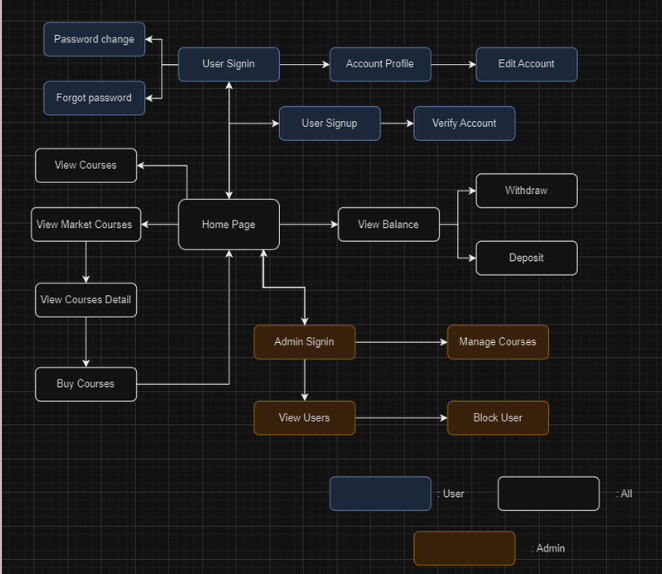 Password change
User Signin
Account Profile
Edit Account
Forgot password
User Signup
Verify Account
View Courses
Withdraw
View Market Courses
Home Page
View Balance
Deposit
View Courses Detail
Admin Signin
Manage Courses
Buy Courses
View Users
Block User
: User
: All
: Admin